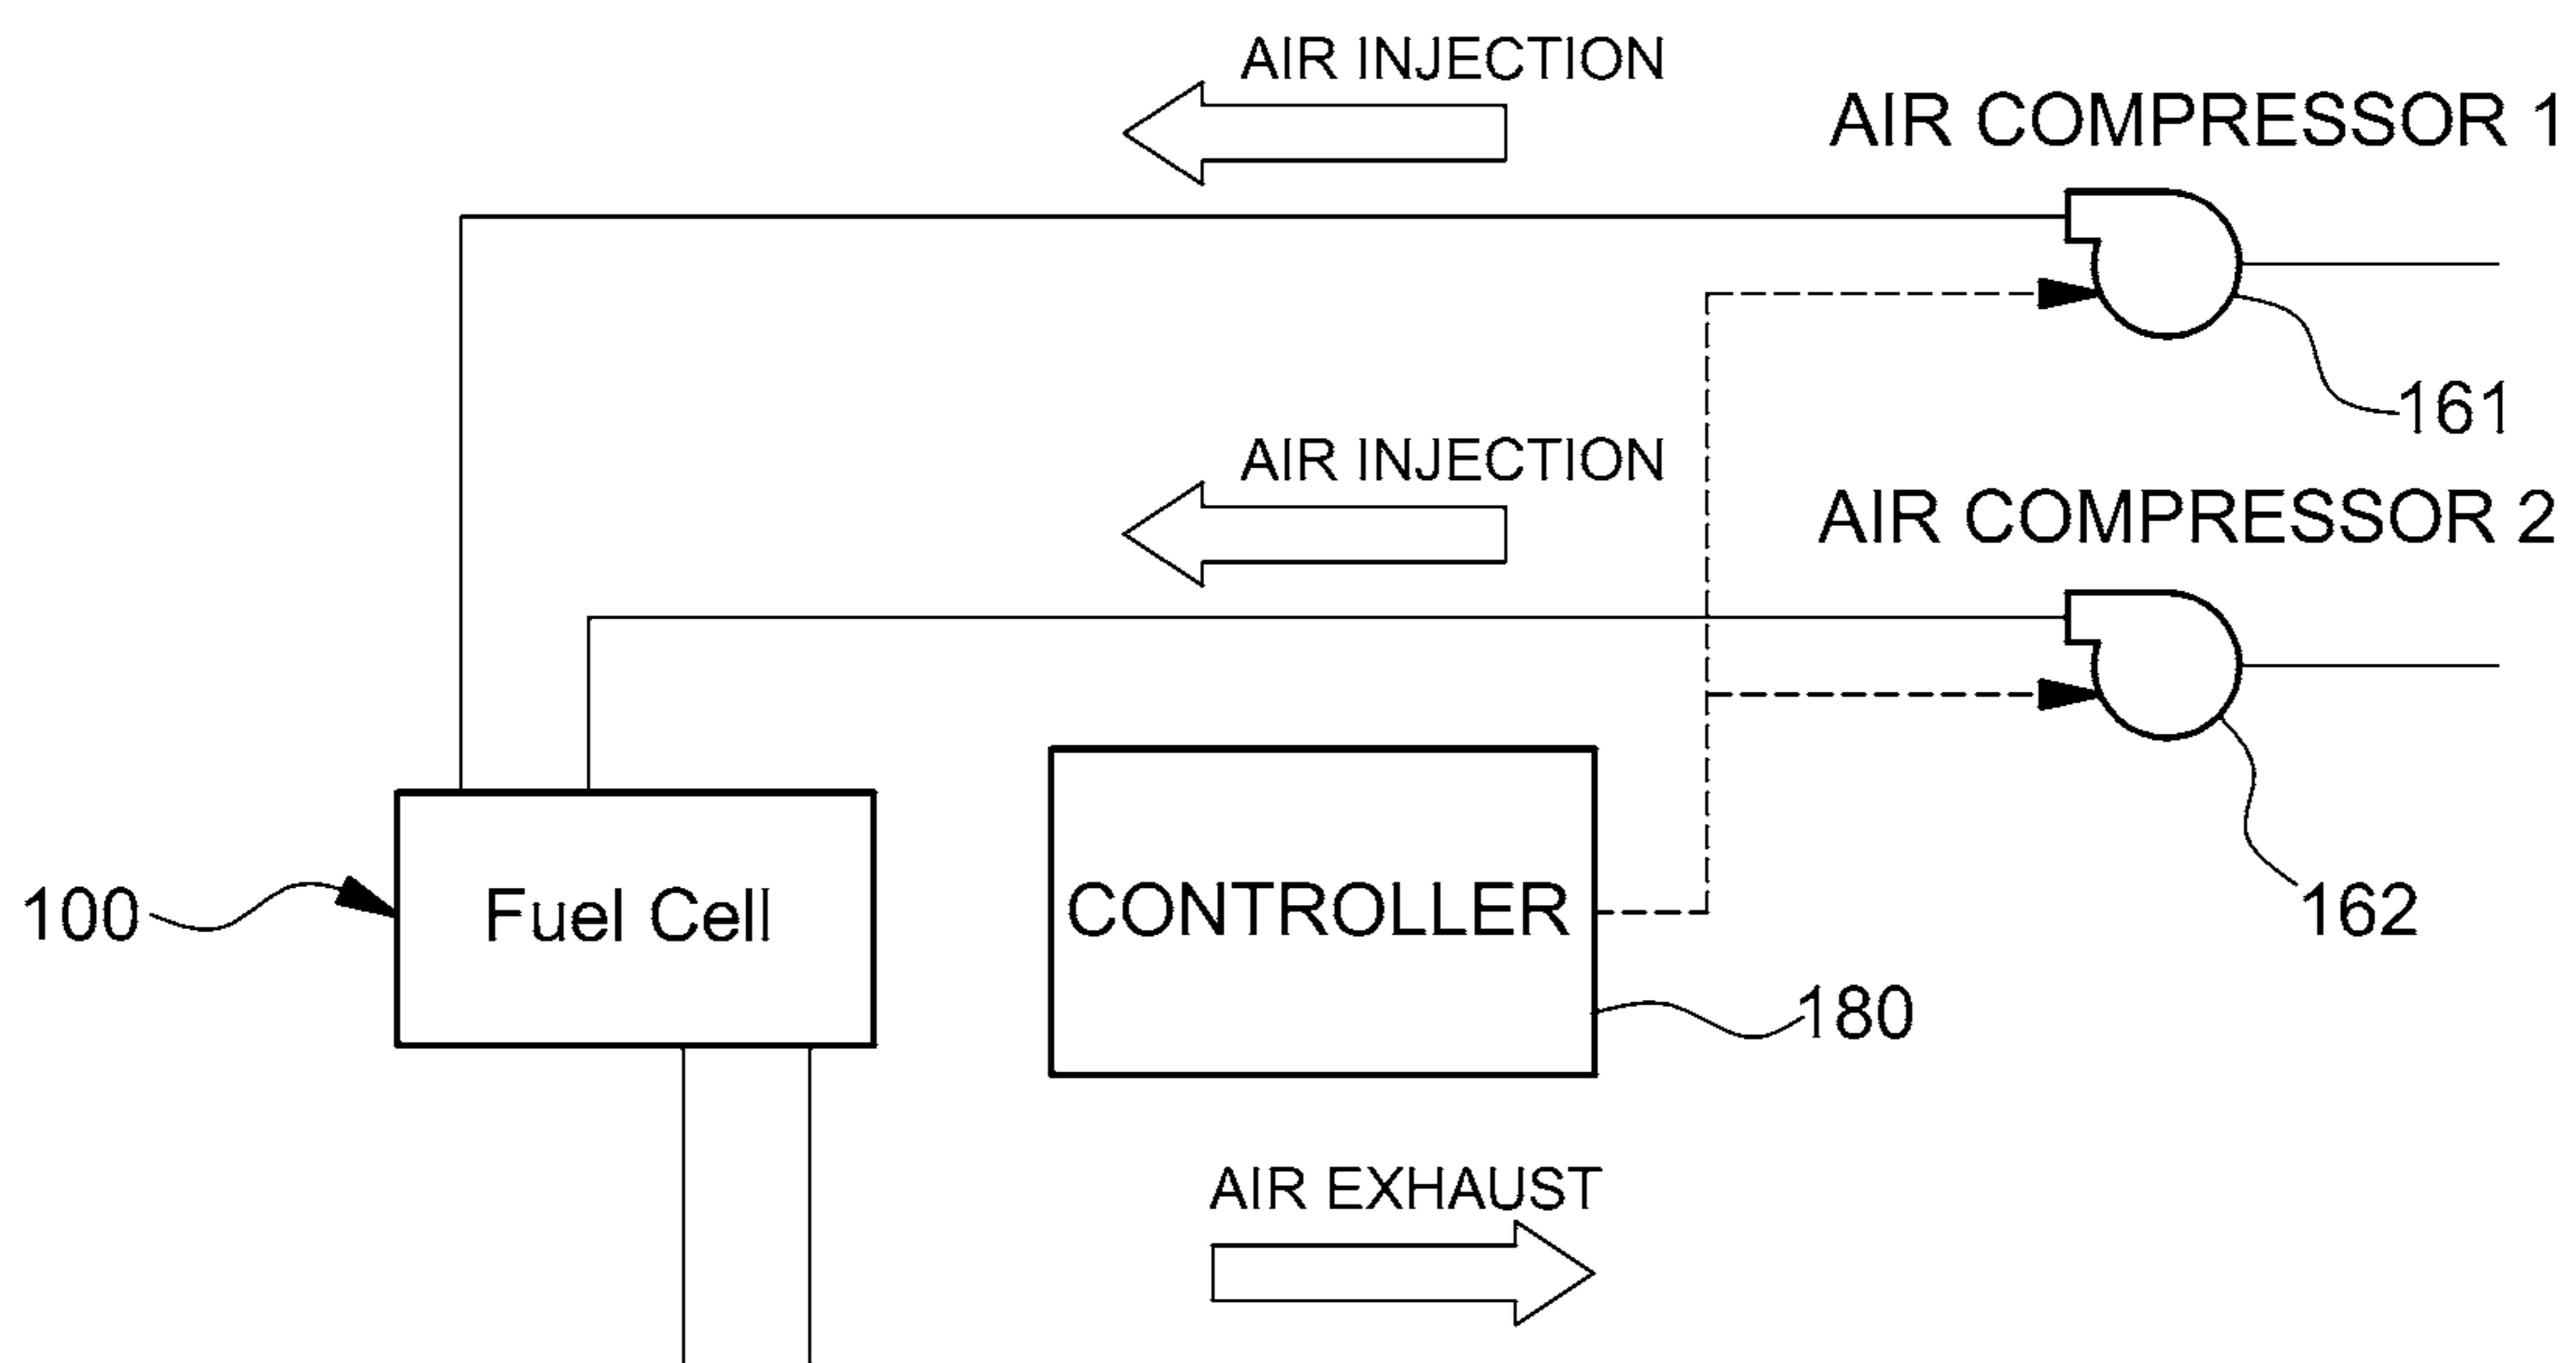 AIR INJECTION
AIR COMPRESSOR 1
161
AIR INJECTION
AIR COMPRESSOR 2
162
100
Fuel Cell
CONTROLLER
180
AIR EXHAUST